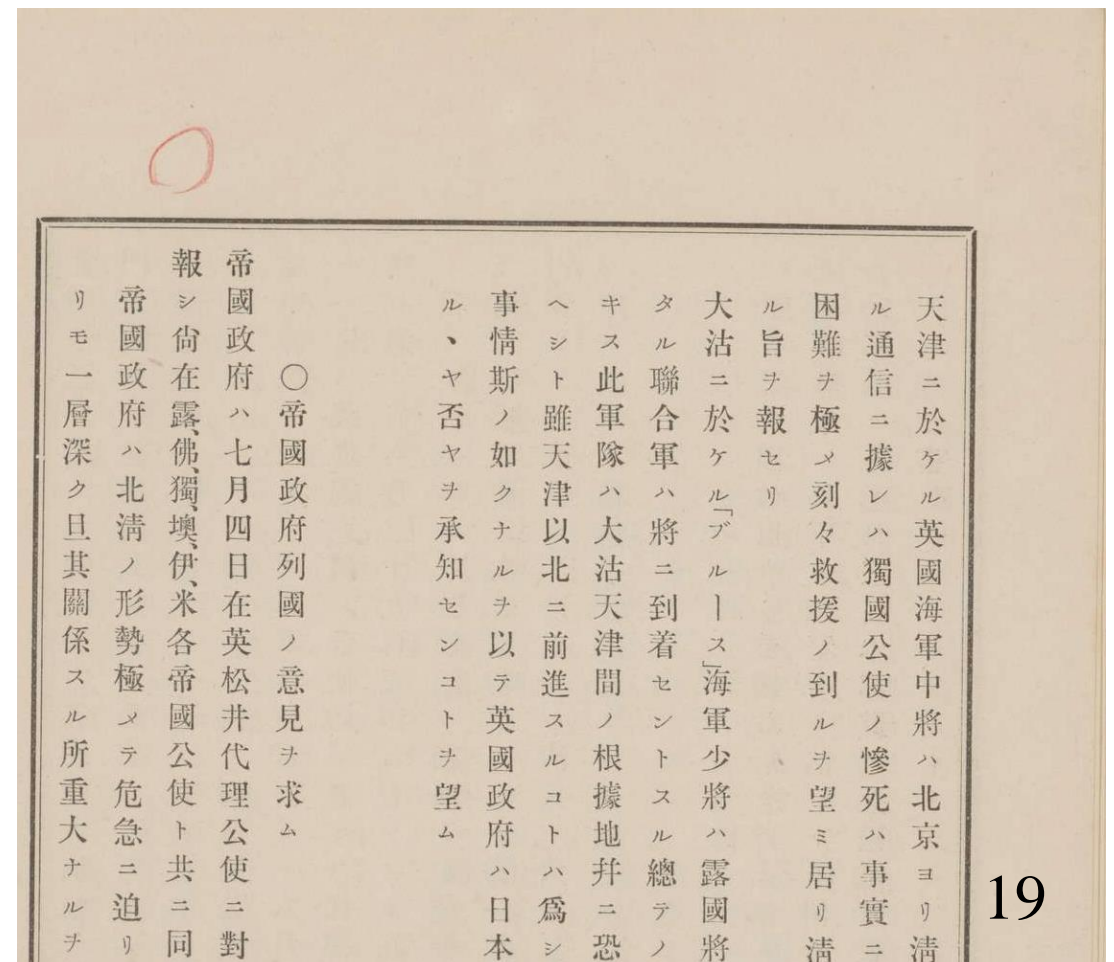 天津ニ於ケル英國海軍中將ハ北京ヨリ淸
ル通信ニ據レハ獨國公使ノ慘死ハ事實ニ
困難ヲ極メ刻々救援ノ到ルヲ望ミ居リ淸
ル旨ヲ報セリ
大沽ニ於ケル「ブルース」海軍少將ハ露國將
タル聯合軍ハ將ニ到着セントスル總テノ
キス此軍隊ハ大沽天津間ノ根據地幷ニ恐
ヘシト雖天津以北ニ前進スルコトハ爲シ
事情斯ノ如クナルヲ以テ英國政府ハ日本
ルヽヤ否ヤヲ承知センコトヲ望ム
○帝國政府列國ノ意見ヲ求ム
帝國政府ハ七月四日在英松井代理公使ニ對
報シ尙在露、佛、獨、墺、伊、米各帝國公使ト共ニ同
帝國政府ハ北淸ノ形勢極メテ危急ニ迫リ
リモ一層深ク且其關係スル所重大ナルヲ
19